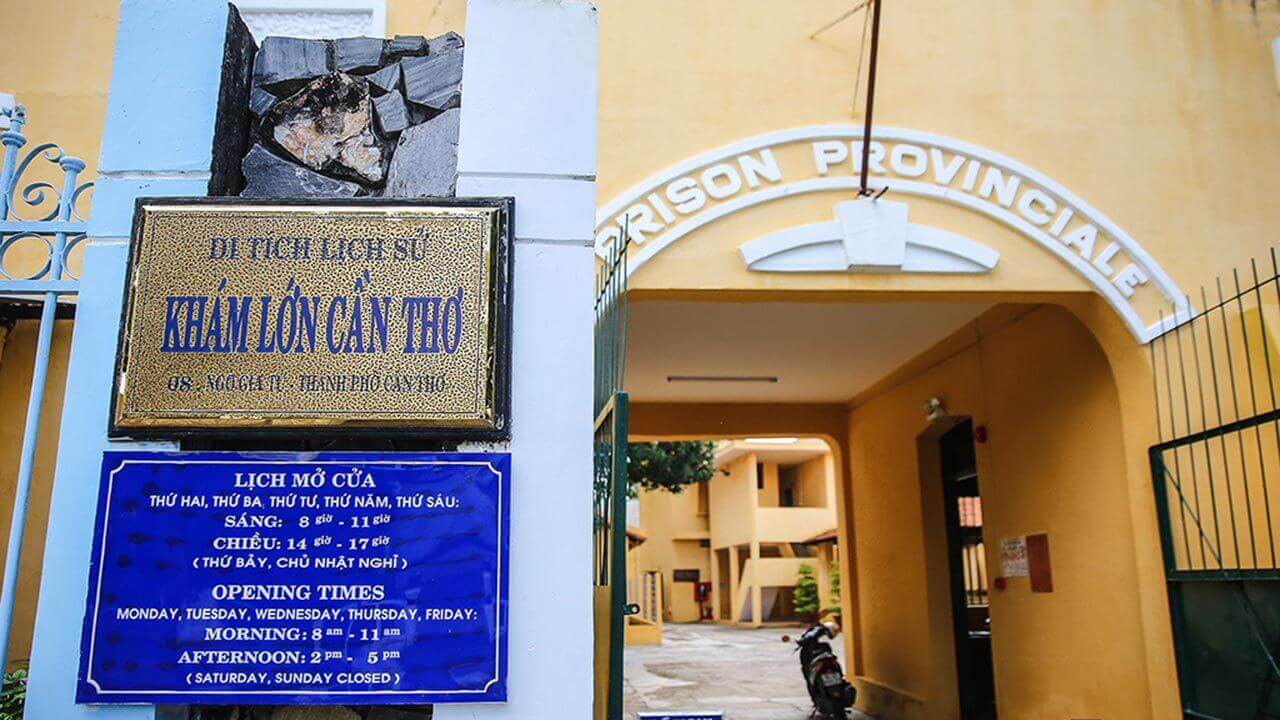 DI TÍCH LỊCH SỬ
KHÁM LỚN CẦN THƠ
08 NGÔ GIA TỰ - THÀNH PHỐ CẦN THƠ
LỊCH MỞ CỬA
THỨ HAI, THỨ BA, THỨ TƯ, THỨ NĂM, THỨ SÁU:
SÁNG: 8 giờ - 11 giờ
CHIỀU: 14 giờ - 17 giờ
( THỨ BẢY, CHỦ NHẬT NGHỈ )
OPENING TIMES
MONDAY, TUESDAY, WEDNESDAY, THURSDAY, FRIDAY:
MORNING: 8 am - 11 am
AFTERNOON: 2 pm - 5 pm
( SATURDAY, SUNDAY CLOSED )
PRISON PROVINCIALE